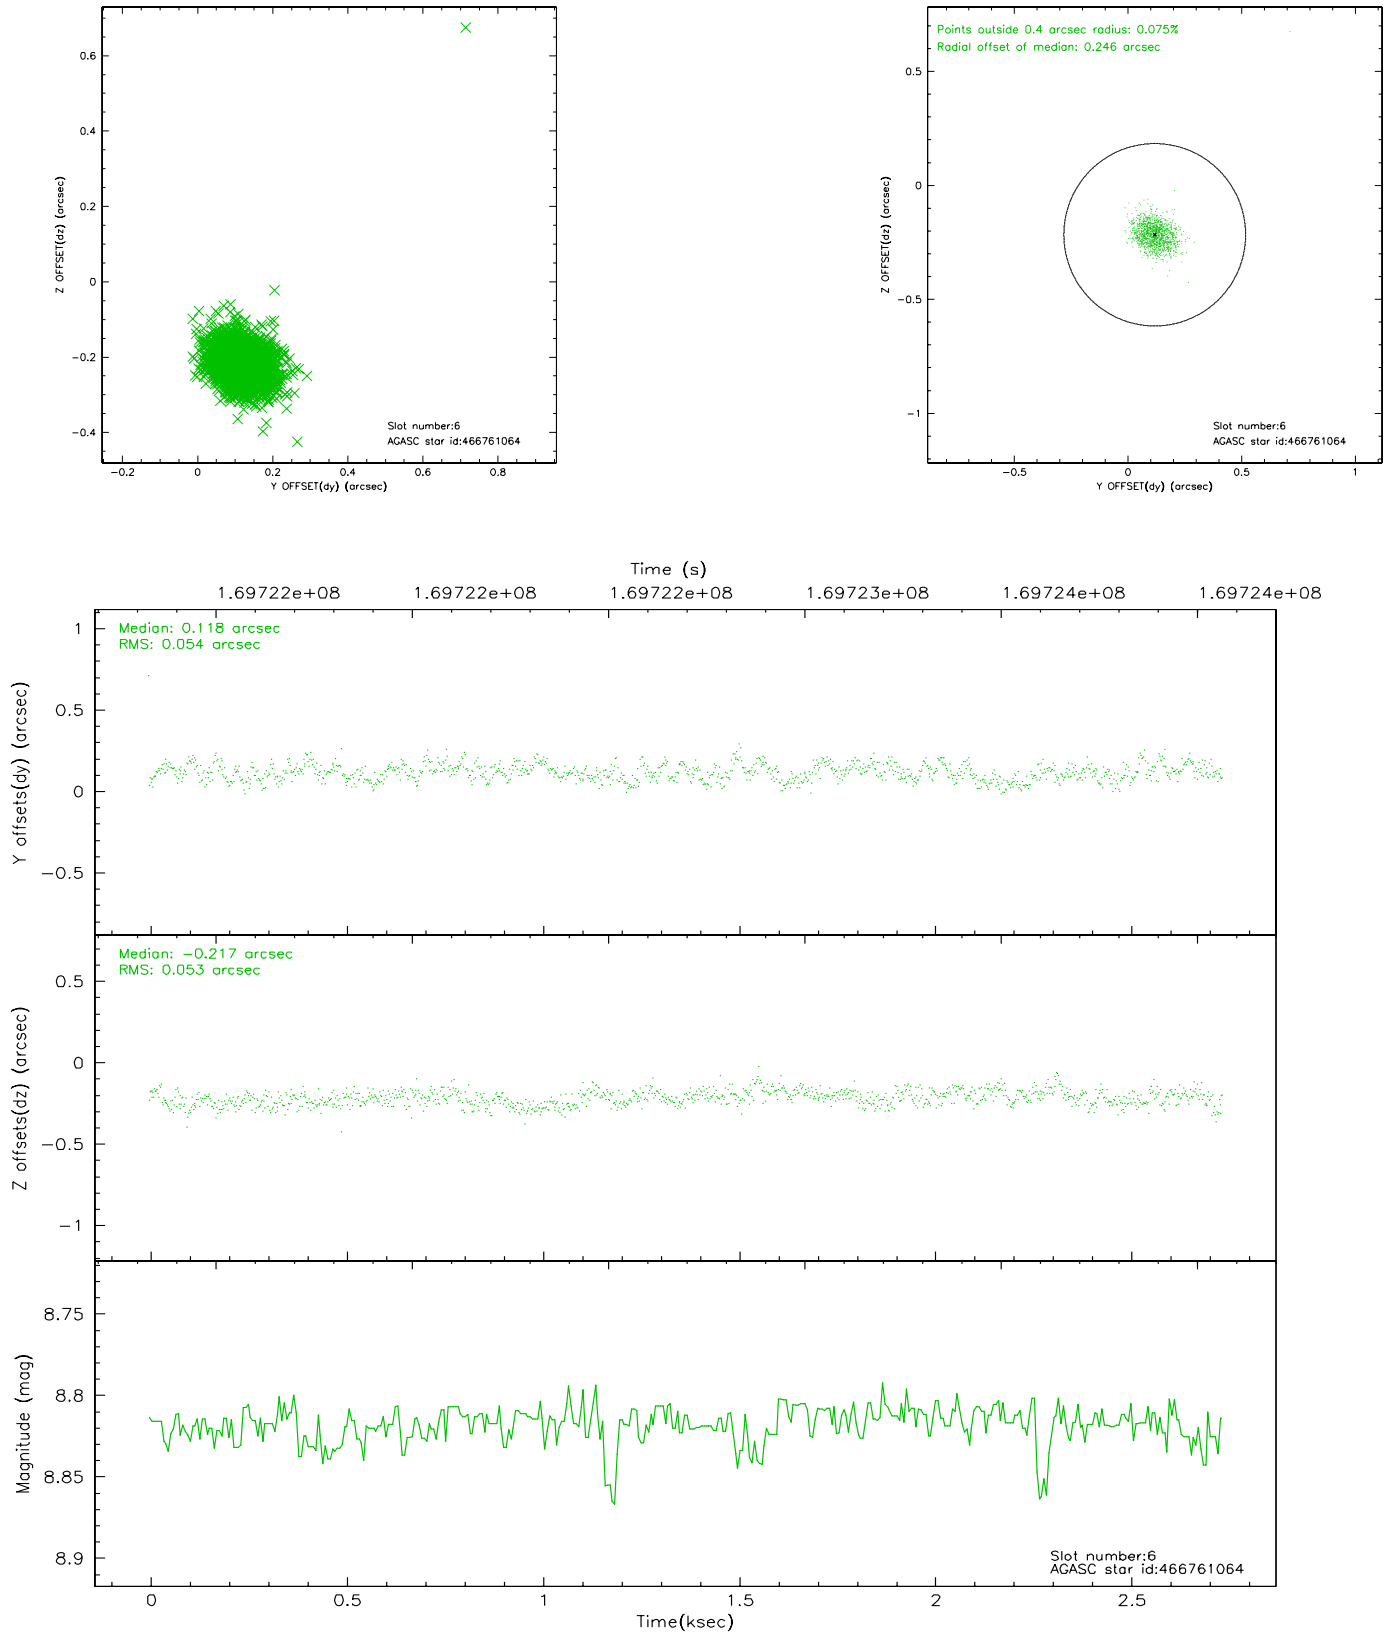 0.6
0.4
0.2
0
−0.2
−0.4
Z OFFSET(dz) (arcsec)
−0.2 0 0.2 0.4 0.6 0.8
Y OFFSET(dy) (arcsec)
Slot number:6
AGASC star id:466761064
Points outside 0.4 arcsec radius: 0.075%
Radial offset of median: 0.246 arcsec
0.5
0
−0.5
−1
Z OFFSET(dz) (arcsec)
−0.5 0 0.5 1
Y OFFSET(dy) (arcsec)
Slot number:6
AGASC star id:466761064
Time (s)
1.69722e+08 1.69722e+08 1.69722e+08 1.69723e+08 1.69724e+08 1.69724e+08
Median: 0.118 arcsec
RMS: 0.054 arcsec
1
0.5
0
−0.5
Y offsets(dy) (arcsec)
Median: −0.217 arcsec
RMS: 0.053 arcsec
0.5
0
−0.5
−1
Z offsets(dz) (arcsec)
8.75
8.8
8.85
8.9
Magnitude (mag)
Slot number:6
AGASC star id:466761064
0 0.5 1 1.5 2 2.5
Time(ksec)